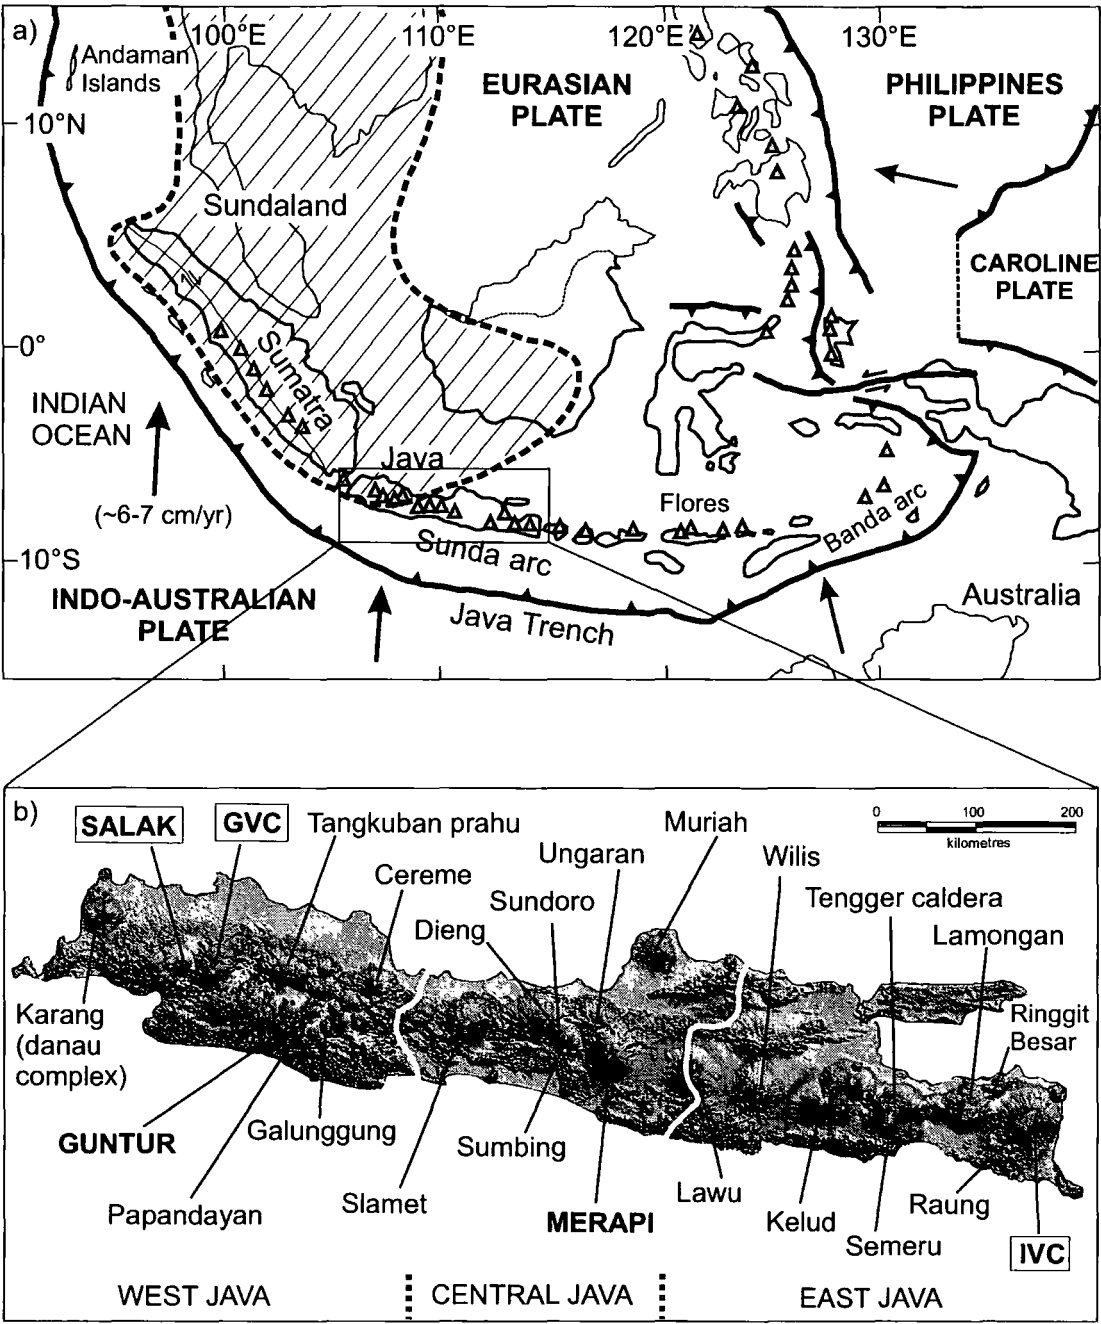 a)
100°E
110°E
120°E
130°E
Andaman
Islands
EURASIAN
PLATE
PHILIPPINES
PLATE
10°N
Sundaland
CAROLINE
PLATE
0°
Sumatra
INDIAN
OCEAN
Java
(~6-7 cm/yr)
Flores
Banda arc
Sunda arc
10°S
INDO-AUSTRALIAN
PLATE
Java Trench
Australia
b)
SALAK
GVC
Tangkuban prahu
Muriah
0 100 200
kilometres
Cereme
Ungaran
Wilis
Sundoro
Tengger caldera
Dieng
Lamongan
Karang
(danau
complex)
Ringgit
Besar
GUNTUR
Galunggung
Sumbing
Papandayan
Slamet
MERAPI
Lawu
Kelud
Raung
Semeru
IVC
WEST JAVA
CENTRAL JAVA
EAST JAVA